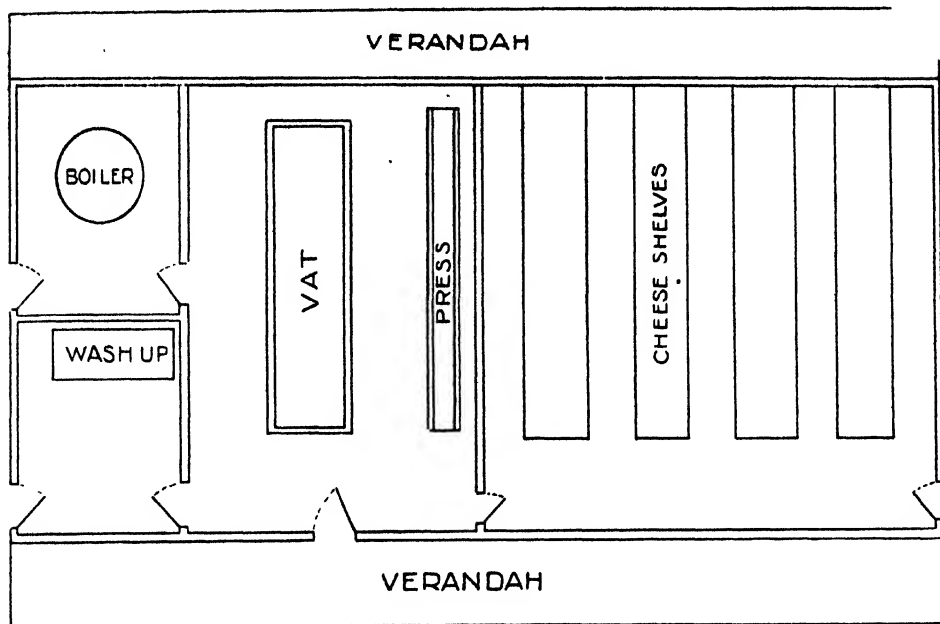 VERANDAH
BOILER
VAT
PRESS
CHEESE SHELVES
WASH UP
VERANDAH